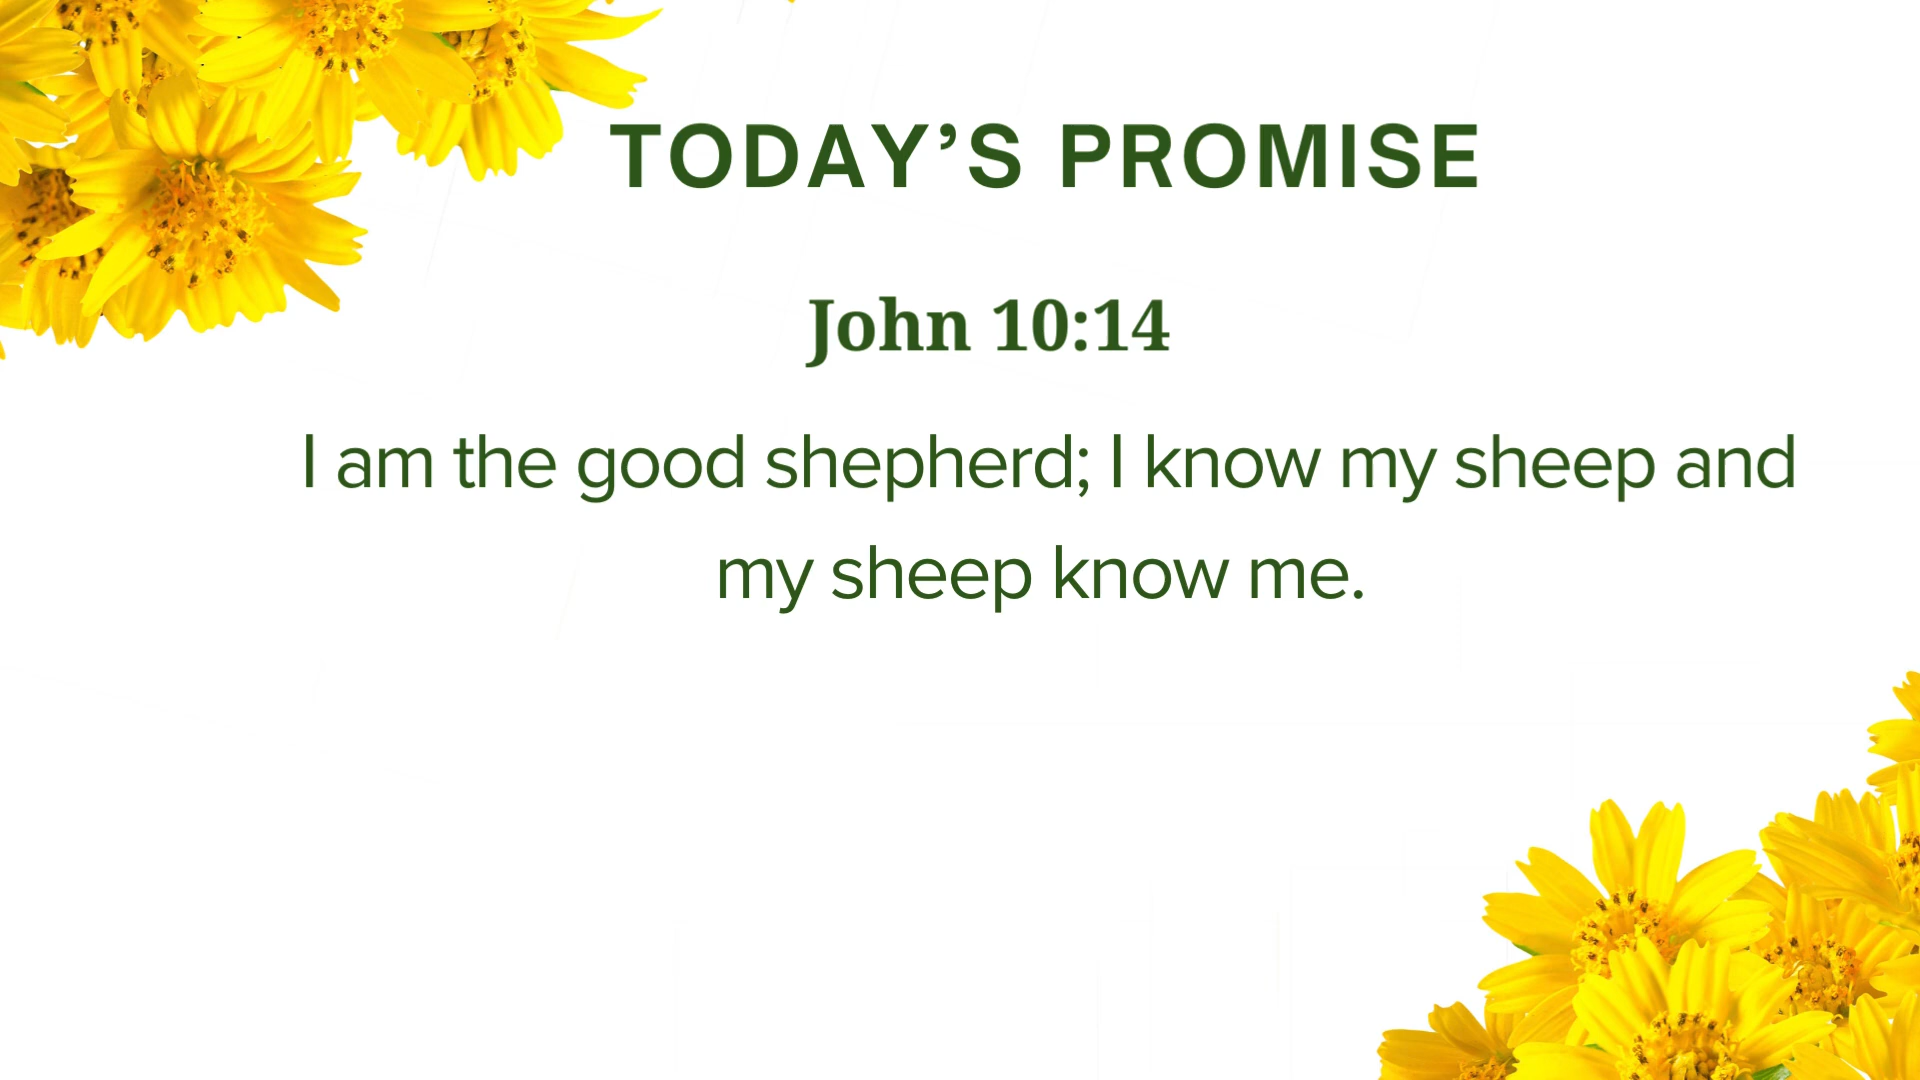 TODAY’S PROMISE
John 10:14
I am the good shepherd; I know my sheep and
my sheep know me.